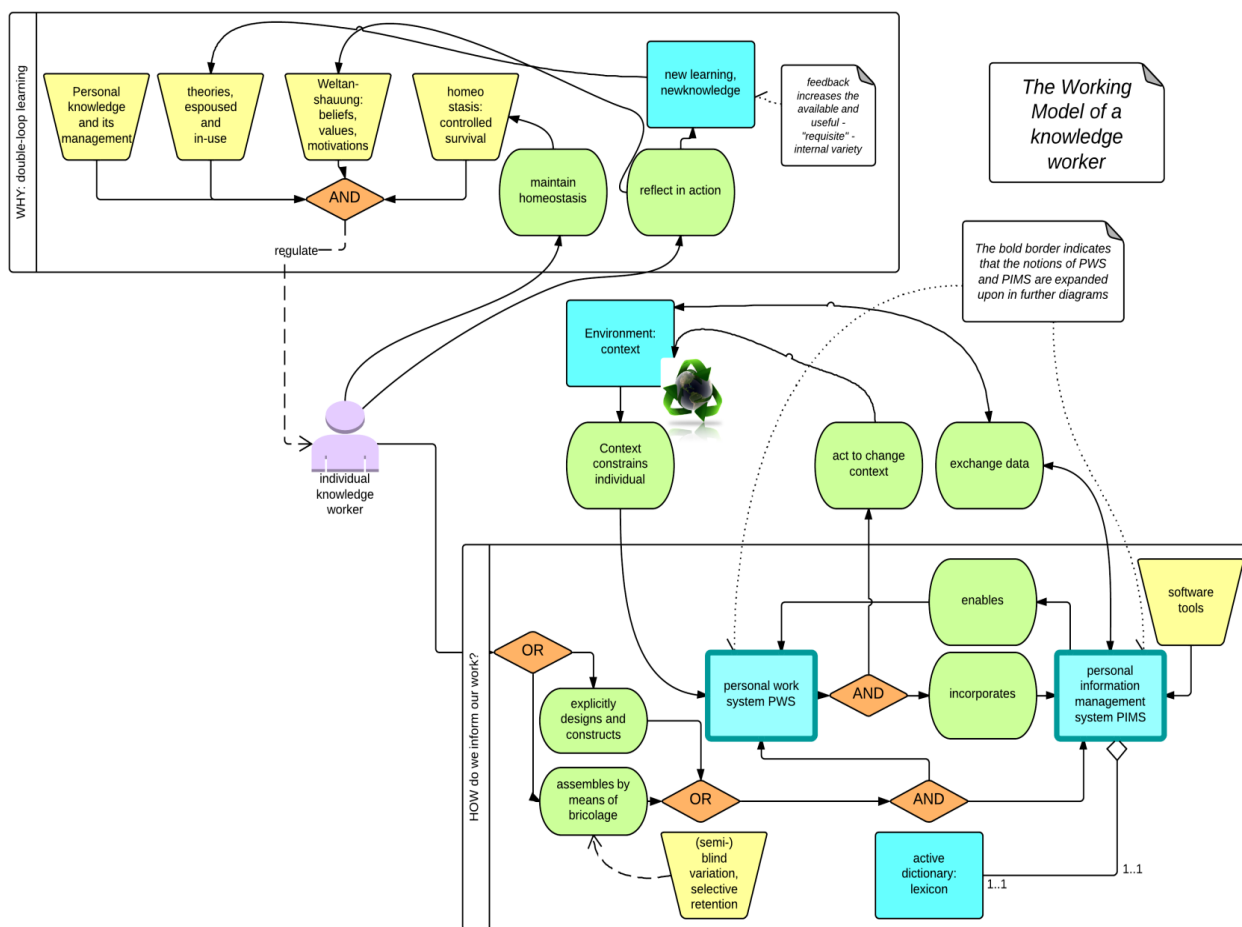 WHY: double-loop learning
Personal
knowledge
and its
management
theories,
espoused
and
in-use
Weltan-
shauung:
beliefs,
values,
motivations
homeo
stasis:
controlled
survival
new learning,
newknowledge
feedback
increases the
available and
useful -
"requisite" -
internal variety
The Working
Model of a
knowledge
worker
maintain
homeostasis
reflect in action
AND
regulate
The bold border indicates
that the notions of PWS
and PIMS are expanded
upon in further diagrams
Environment:
context
individual
knowledge
worker
Context
constrains
individual
act to change
context
exchange data
HOW do we inform our work?
enables
software
tools
OR
personal work
system PWS
AND
incorporates
personal
information
management
system PIMS
explicitly
designs and
constructs
assembles by
means of
bricolage
OR
AND
(semi-)
blind
variation,
selective
retention
active
dictionary:
lexicon
1..1
1..1